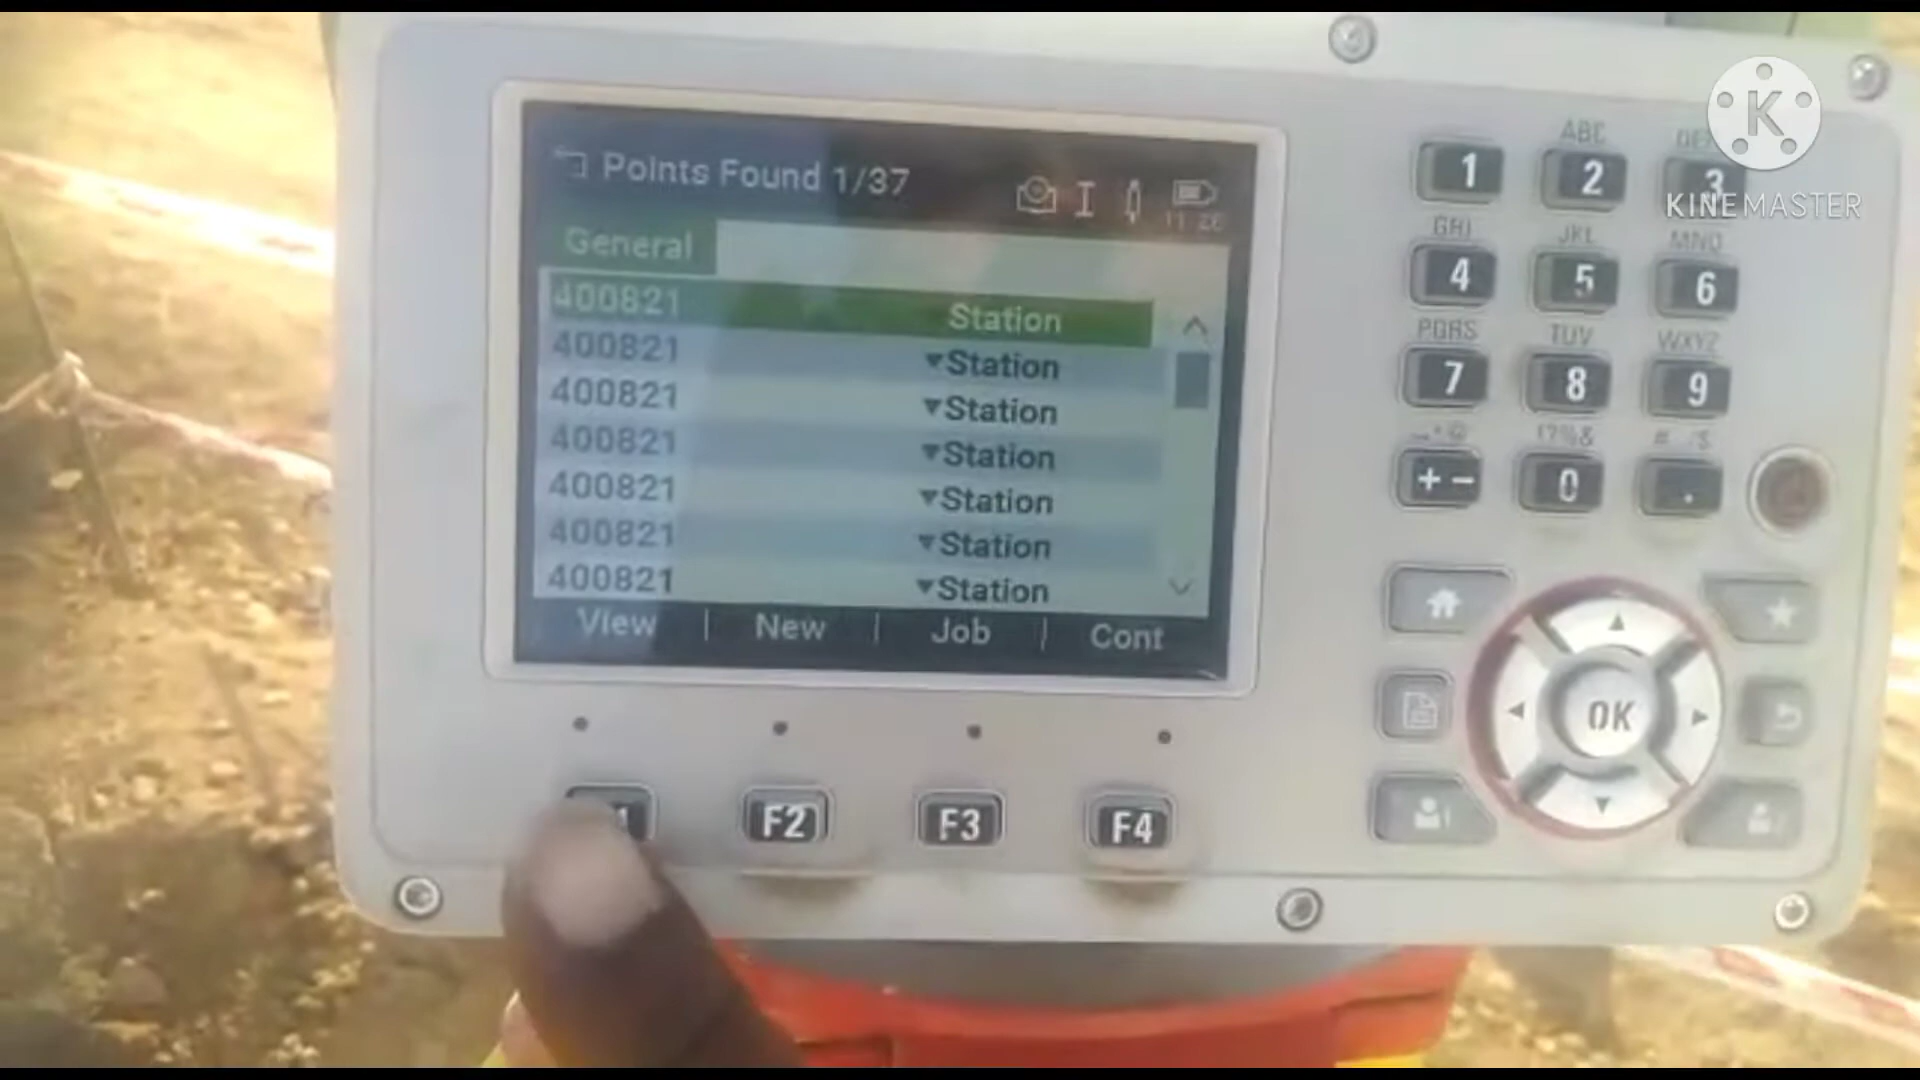 Points Found 1/37
11:26
General
400821 Station
400821 Station
400821 Station
400821 Station
400821 Station
400821 Station
400821 Station
View | New | Job | Cont
F2 F3 F4
ABC
1 2 3
GHI JKL MNO
4 5 6
PQRS TUV WXYZ
7 8 9
!?%&
+ - 0 .
OK
K
KINEMASTER